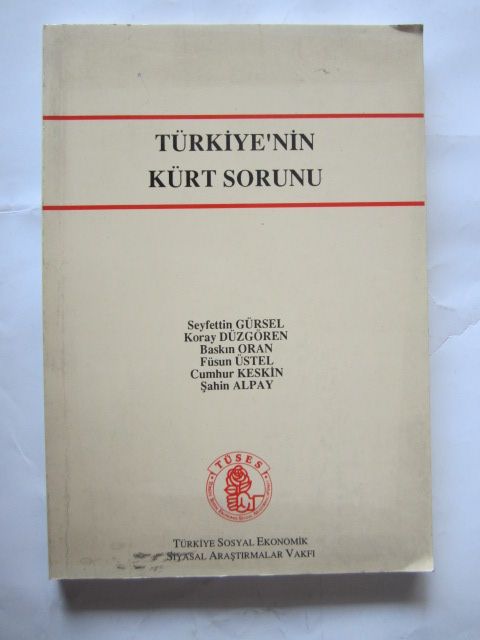 TÜRKİYE'NİN
KÜRT SORUNU
Seyfettin GÜRSEL
Koray DÜZGÖREN
Baskın ORAN
Füsun ÜSTEL
Cumhur KESKİN
Şahin ALPAY
TÜSES
TÜRKİYE SOSYAL EKONOMİK
SİYASAL ARAŞTIRMALAR VAKFI